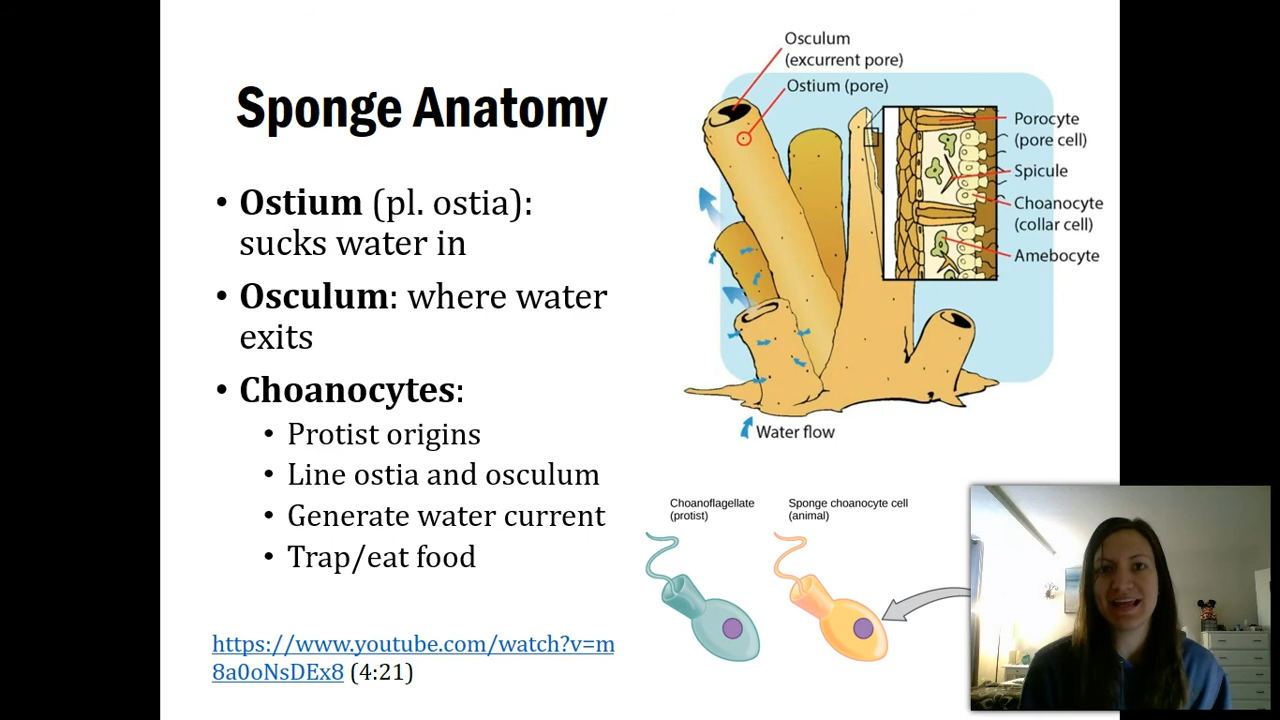 Sponge Anatomy
• Ostium (pl. ostia):
sucks water in
• Osculum: where water
exits
• Choanocytes:
• Protist origins
• Line ostia and osculum
• Generate water current
• Trap/eat food
https://www.youtube.com/watch?v=m
8a0oNsDEx8 (4:21)
Osculum
(excurrent pore)
Ostium (pore)
Porocyte
(pore cell)
Spicule
Choanocyte
(collar cell)
Amebocyte
Water flow
Choanoflagellate
(protist)
Sponge choanocyte cell
(animal)